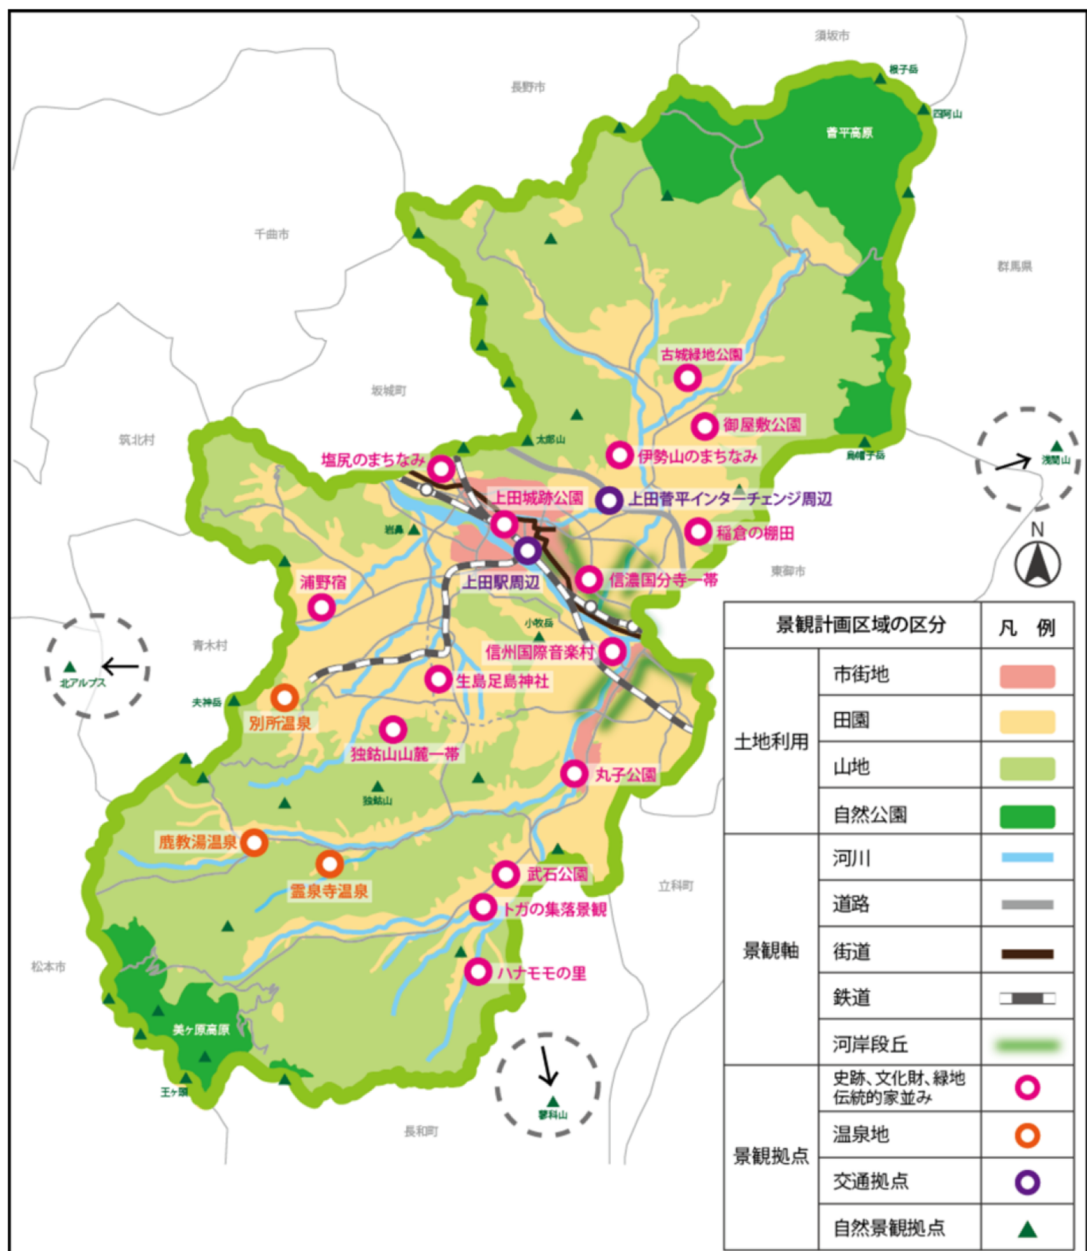 須坂市
根子岳
長野市
四阿山
菅平高原
千曲市
群馬県
古城緑地公園
坂城町
御屋敷公園
筑北村
太郎山
烏帽子岳
浅間山
塩尻のまちなみ
伊勢山のまちなみ
上田城跡公園
上田菅平インターチェンジ周辺
岩鼻
稲倉の棚田
N
上田駅周辺
信濃国分寺一帯
東御市
浦野宿
小牧岳
青木村
信州国際音楽村
北アルプス
生島足島神社
夫神岳
別所温泉
独鈷山山麓一帯
丸子公園
独鈷山
鹿教湯温泉
霊泉寺温泉
武石公園
立科町
トガの集落景観
松本市
ハナモモの里
美ヶ原高原
王ヶ頭
蓼科山
長和町
景観計画区域の区分
凡 例
土地利用
市街地
田園
山地
自然公園
景観軸
河川
道路
街道
鉄道
河岸段丘
景観拠点
史跡、文化財、緑地
伝統的家並み
温泉地
交通拠点
自然景観拠点